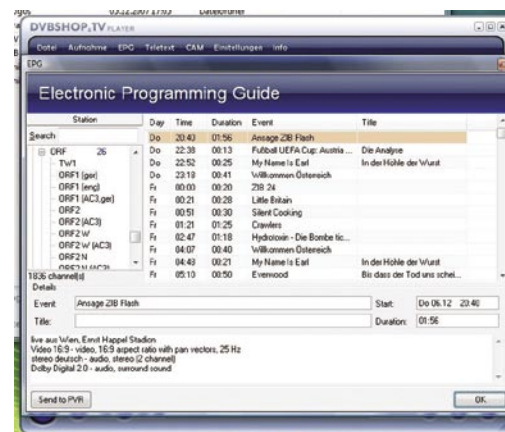 03.12.2007 17:03 Dateiordner
DVBSHOP.TV PLAYER
Datei Aufnahme EPG Teletext CAM Einstellungen Info
EPG
Electronic Programming Guide
Station Day Time Duration Event Title
Search
ORF 26
TW1
ORF1 (ger)
ORF1 (eng)
ORF1 (AC3,ger)
ORF2
ORF2 (AC3)
ORF2 W
ORF2 W (AC3)
ORF2 N
ORF2 N (AC3)
1836 channel(s)
Do 20:40 01:56 Ansage ZIB Flash
Do 22:38 00:13 Fußball UEFA Cup: Austria ... Die Analyse
Do 22:52 00:25 My Name Is Earl In der Höhle der Wurst
Do 23:18 00:41 Willkommen Österreich
Fr 00:00 00:20 ZIB 24
Fr 00:21 00:28 Little Britain
Fr 00:51 00:30 Silent Cooking
Fr 01:21 01:25 Crawlers
Fr 02:47 01:18 Hydrotoxin - Die Bombe tic...
Fr 04:07 00:40 Willkommen Österreich
Fr 04:43 00:21 My Name Is Earl In der Höhle der Wurst
Fr 05:10 00:50 Everwood Bis dass der Tod uns schei...
Details
Event: Ansage ZIB Flash Start: Do 06.12 20:40
Title: Duration: 01:56
live aus Wien, Ernst Happel Stadion
Video 16:9 - video, 16:9 aspect ratio with pan vectors, 25 Hz
stereo deutsch - audio, stereo (2 channel)
Dolby Digital 2.0 - audio, surround sound
Send to PVR OK